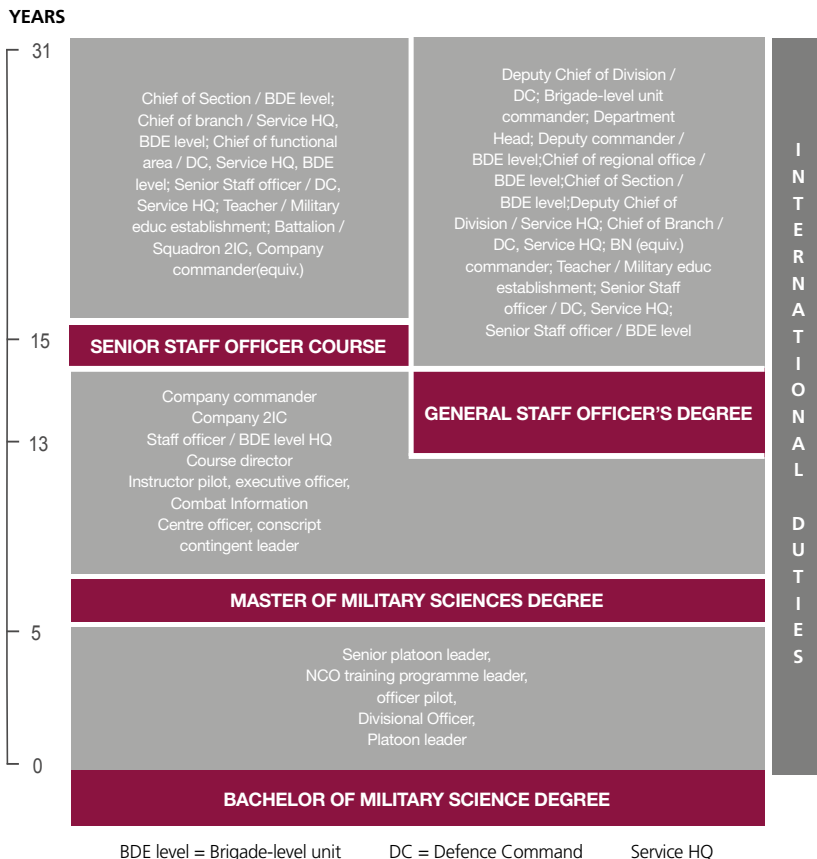 YEARS
31
Chief of Section / BDE level;
Chief of branch / Service HQ,
BDE level; Chief of functional
area / DC, Service HQ, BDE
level; Senior Staff officer / DC,
Service HQ; Teacher / Military
educ establishment; Battalion /
Squadron 2IC, Company
commander(equiv.)
Deputy Chief of Division /
DC; Brigade-level unit
commander; Department
Head; Deputy commander /
BDE level;Chief of regional office /
BDE level;Chief of Section /
BDE level;Deputy Chief of
Division / Service HQ; Chief of Branch /
DC, Service HQ; BN (equiv.)
commander; Teacher / Military educ
establishment; Senior Staff
officer / DC, Service HQ;
Senior Staff officer / BDE level
15
SENIOR STAFF OFFICER COURSE
GENERAL STAFF OFFICER'S DEGREE
13
Company commander
Company 2IC
Staff officer / BDE level HQ
Course director
Instructor pilot, executive officer,
Combat Information
Centre officer, conscript
contingent leader
MASTER OF MILITARY SCIENCES DEGREE
5
Senior platoon leader,
NCO training programme leader,
officer pilot,
Divisional Officer,
Platoon leader
0
BACHELOR OF MILITARY SCIENCE DEGREE
INTERNATIONAL DUTIES
BDE level = Brigade-level unit DC = Defence Command Service HQ